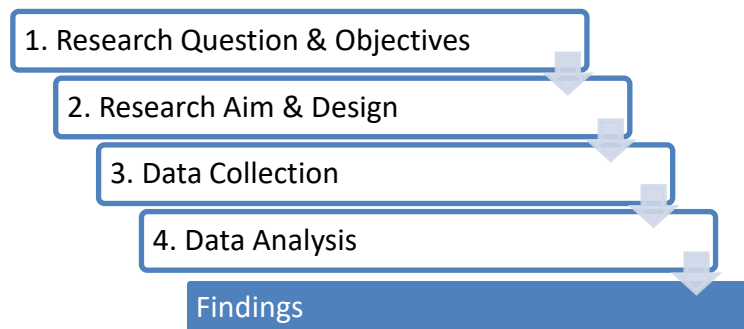 1. Research Question & Objectives
2. Research Aim & Design
3. Data Collection
4. Data Analysis
Findings